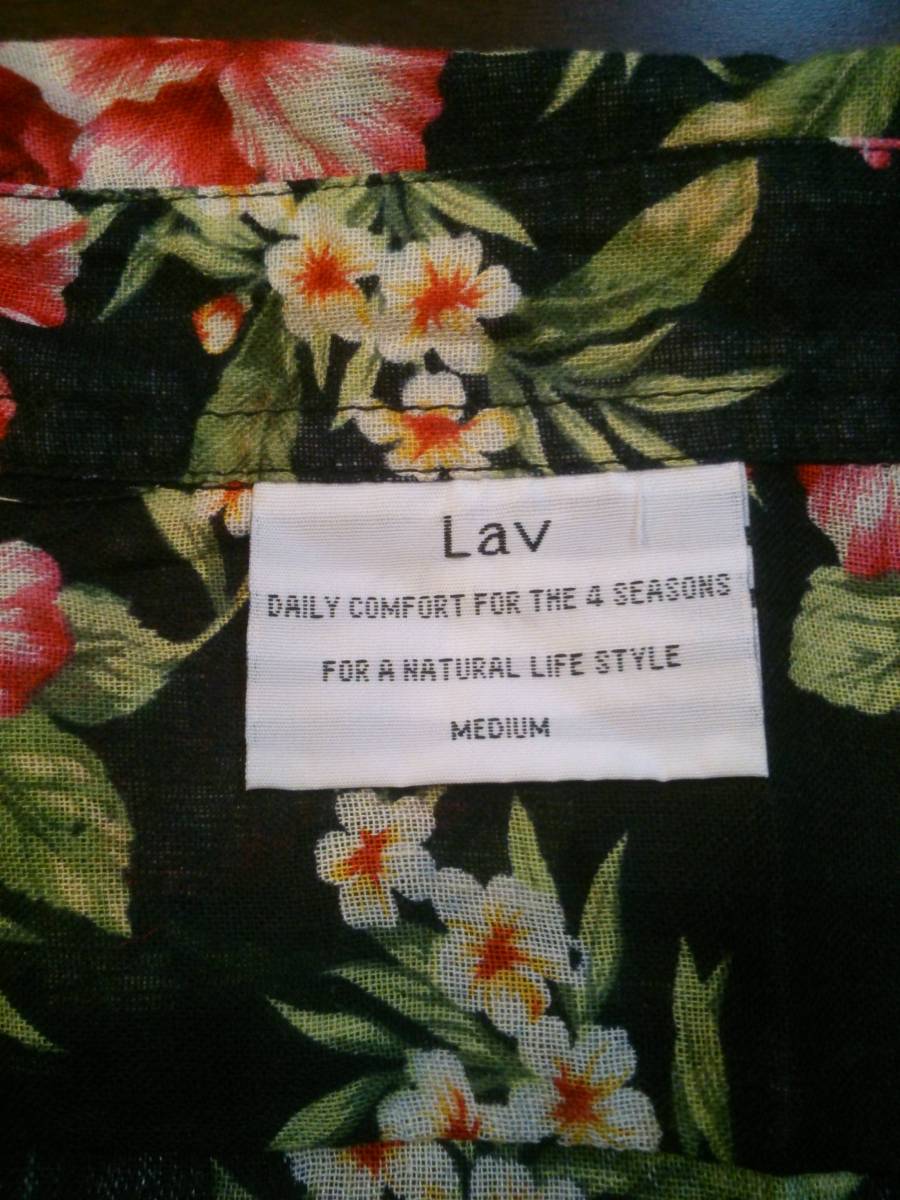 Lav
DAILY COMFORT FOR THE 4 SEASONS
FOR A NATURAL LIFE STYLE
MEDIUM